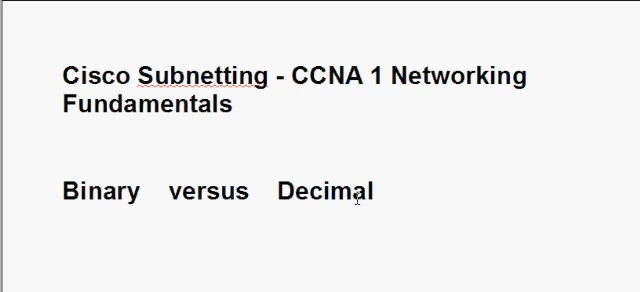 Cisco Subnetting - CCNA 1 Networking
Fundamentals
Binary versus Decimal